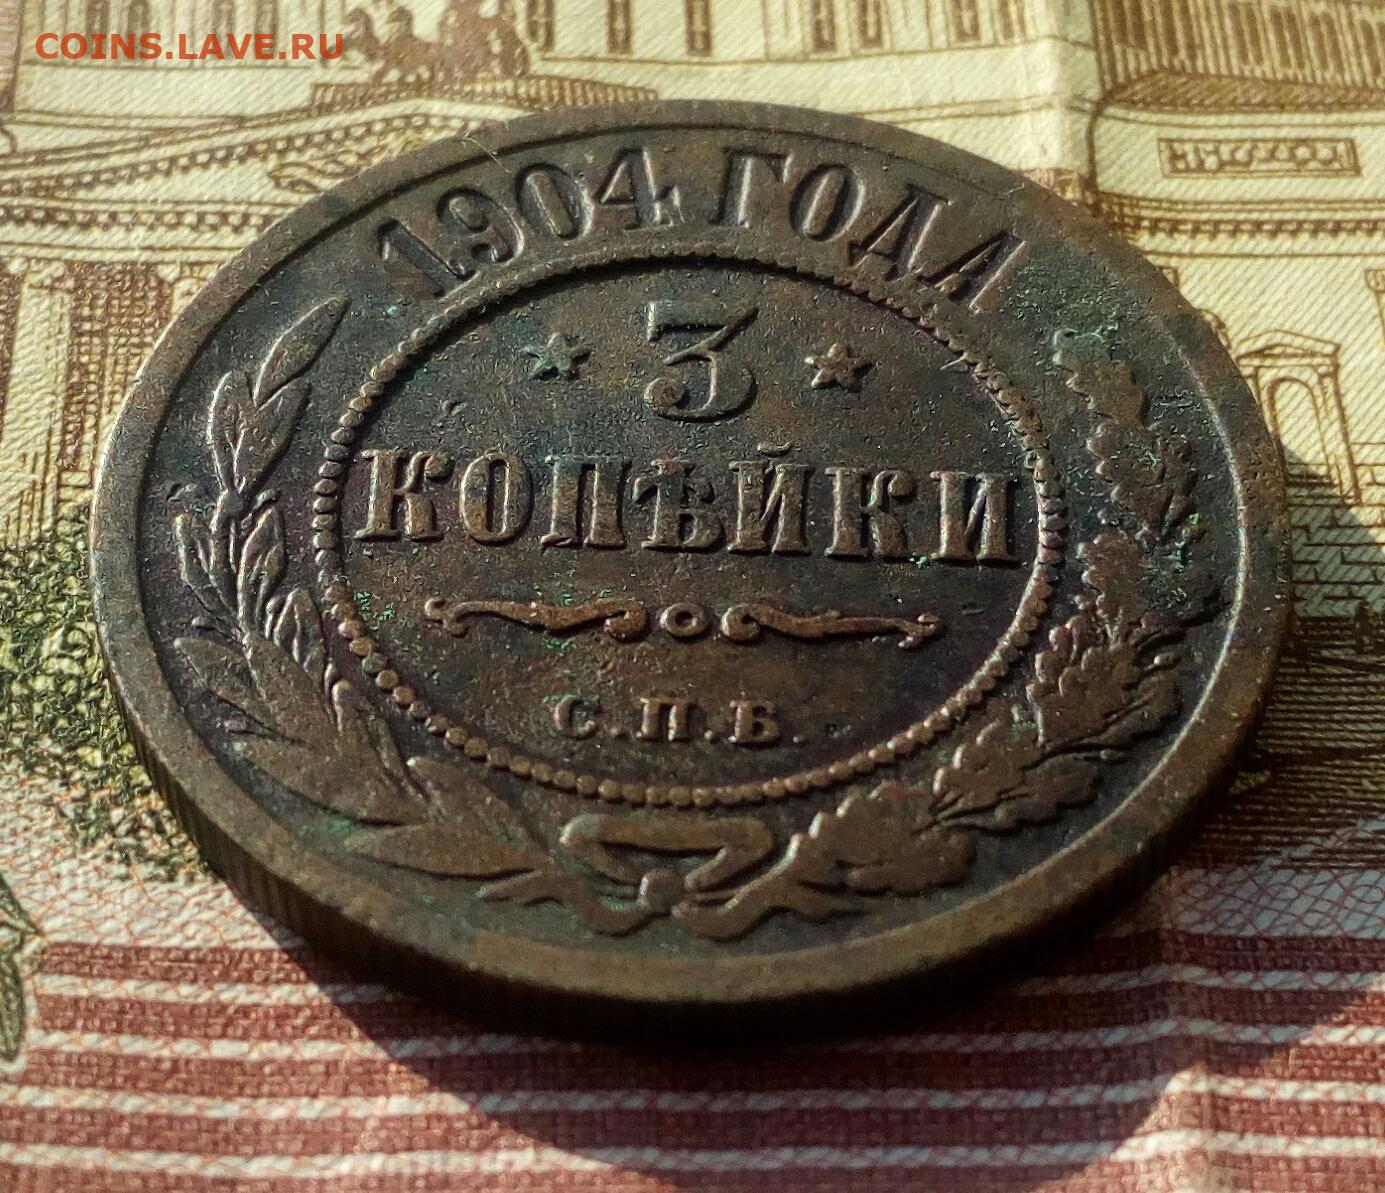 COINS.LAVE.RU
1904 ГОДА
3
КОПѢЙКИ
С.П.Б.